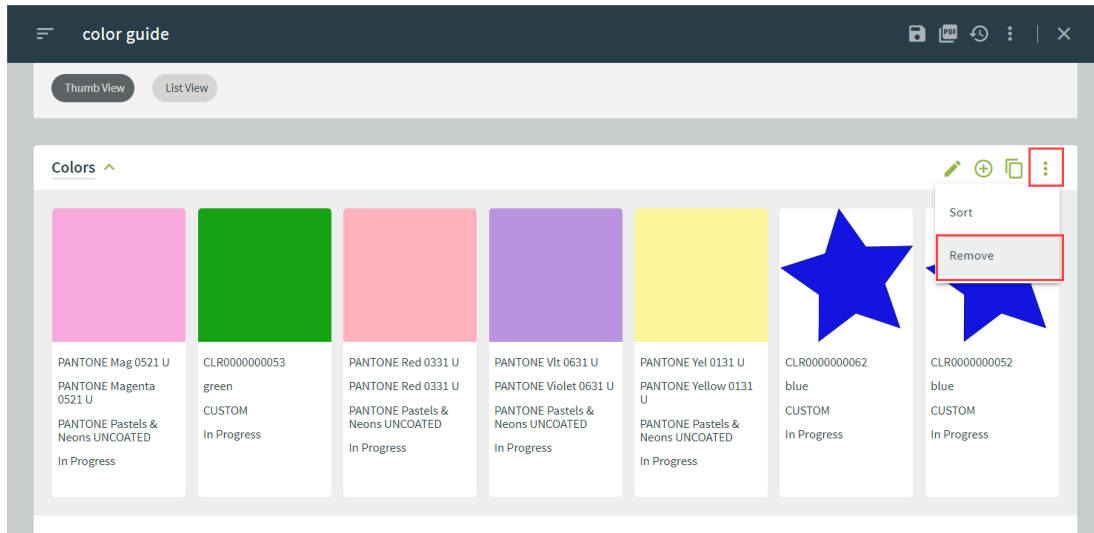 color guide
PDF
Thumb View
List View
Colors
Sort
Remove
PANTONE Mag 0521 U
PANTONE Magenta
0521 U
PANTONE Pastels &
Neons UNCOATED
In Progress
CLR0000000053
green
CUSTOM
In Progress
PANTONE Red 0331 U
PANTONE Red 0331 U
PANTONE Pastels &
Neons UNCOATED
In Progress
PANTONE Vlt 0631 U
PANTONE Violet 0631 U
PANTONE Pastels &
Neons UNCOATED
In Progress
PANTONE Yel 0131 U
PANTONE Yellow 0131
U
PANTONE Pastels &
Neons UNCOATED
In Progress
CLR0000000062
blue
CUSTOM
In Progress
CLR0000000052
blue
CUSTOM
In Progress